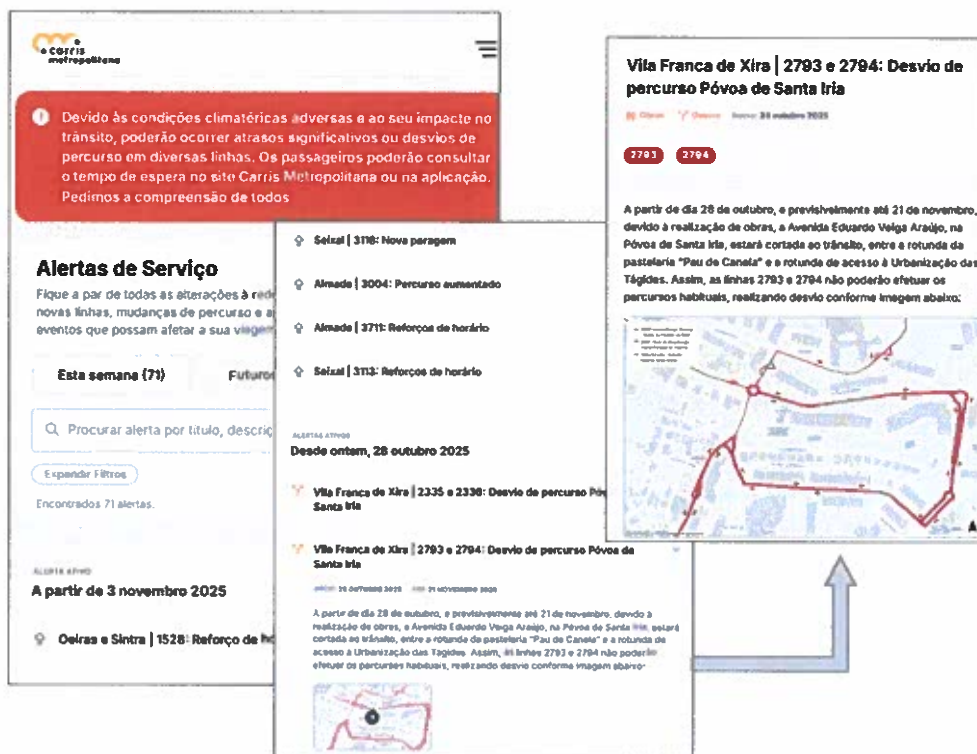 carris
metropolitana
Devido às condições climatéricas adversas e ao seu impacto no
trânsito, poderão ocorrer atrasos significativos ou desvios de
percurso em diversas linhas. Os passageiros poderão consultar
o tempo de espera no site Carris Metropolitana ou na aplicação.
Pedimos a compreensão de todos
Alertas de Serviço
Fique a par de todas as alterações à
novas linhas, mudanças de percurso e
eventos que possam afetar a sua
Esta semana (71)
Futuros
Procurar alerta por título,
Expandir Filtros
Encontrados 71 alertas.
ALERTA ATIVO
A partir de 3 novembro 2025
Oeiras e Sintra | 1528: Reforço de
Seixal | 3116: Nova paragem
Almada | 3004: Percurso aumentado
Almada | 3711: Reforços de horário
Seixal | 3113: Reforços de horário
ALERTAS ATIVOS
Desde ontem, 28 outubro 2025
Vila Franca de Xira | 2335 e 2336: Desvio de percurso
Santa Iria
Vila Franca de Xira | 2793 e 2794: Desvio de percurso Póvoa de
Santa Iria
21 NOVEMBRO 2025
A partir de dia 28 de outubro, e previsivelmente até 21 de novembro, devido à
realização de obras, a Avenida Eduardo Veiga Araújo, na Póvoa de Santa Iria, estará
cortada ao trânsito, entre a rotunda da pastelaria "Pau de Canela" e a rotunda de
acesso à Urbanização das Tágides. Assim, as linhas 2793 e 2794 não poderão
efetuar os percursos habituais, realizando desvio conforme imagem abaixo:
Vila Franca de Xira | 2793 e 2794: Desvio de
percurso Póvoa de Santa Iria
outubro 2025
2793 2794
A partir de dia 28 de outubro, e previsivelmente até 21 de novembro,
devido à realização de obras, a Avenida Eduardo Veiga Araújo, na
Póvoa de Santa Iria, estará cortada ao trânsito, entre a rotunda da
pastelaria "Pau de Canela" e a rotunda de acesso à Urbanização das
Tágides. Assim, as linhas 2793 e 2794 não poderão efetuar os
percursos habituais, realizando desvio conforme imagem abaixo: